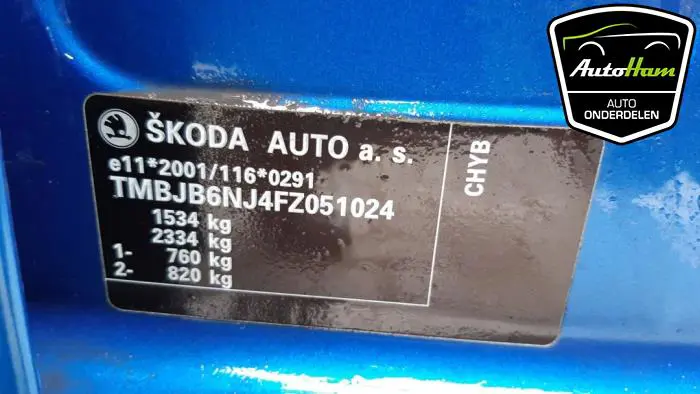 ŠKODA AUTO a. s.
e11*2001/116*0291
TMBJB6NJ4FZ051024
1534 kg
2334 kg
1- 760 kg
2- 820 kg
CHYB
AutoHam
AUTO
ONDERDELEN